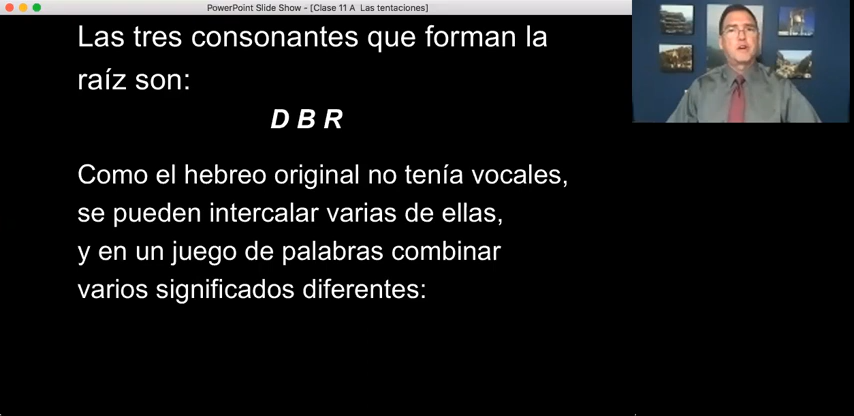 PowerPoint Slide Show - [Clase 11 A Las tentaciones]
Las tres consonantes que forman la
raíz son:
D B R
Como el hebreo original no tenía vocales,
se pueden intercalar varias de ellas,
y en un juego de palabras combinar
varios significados diferentes: